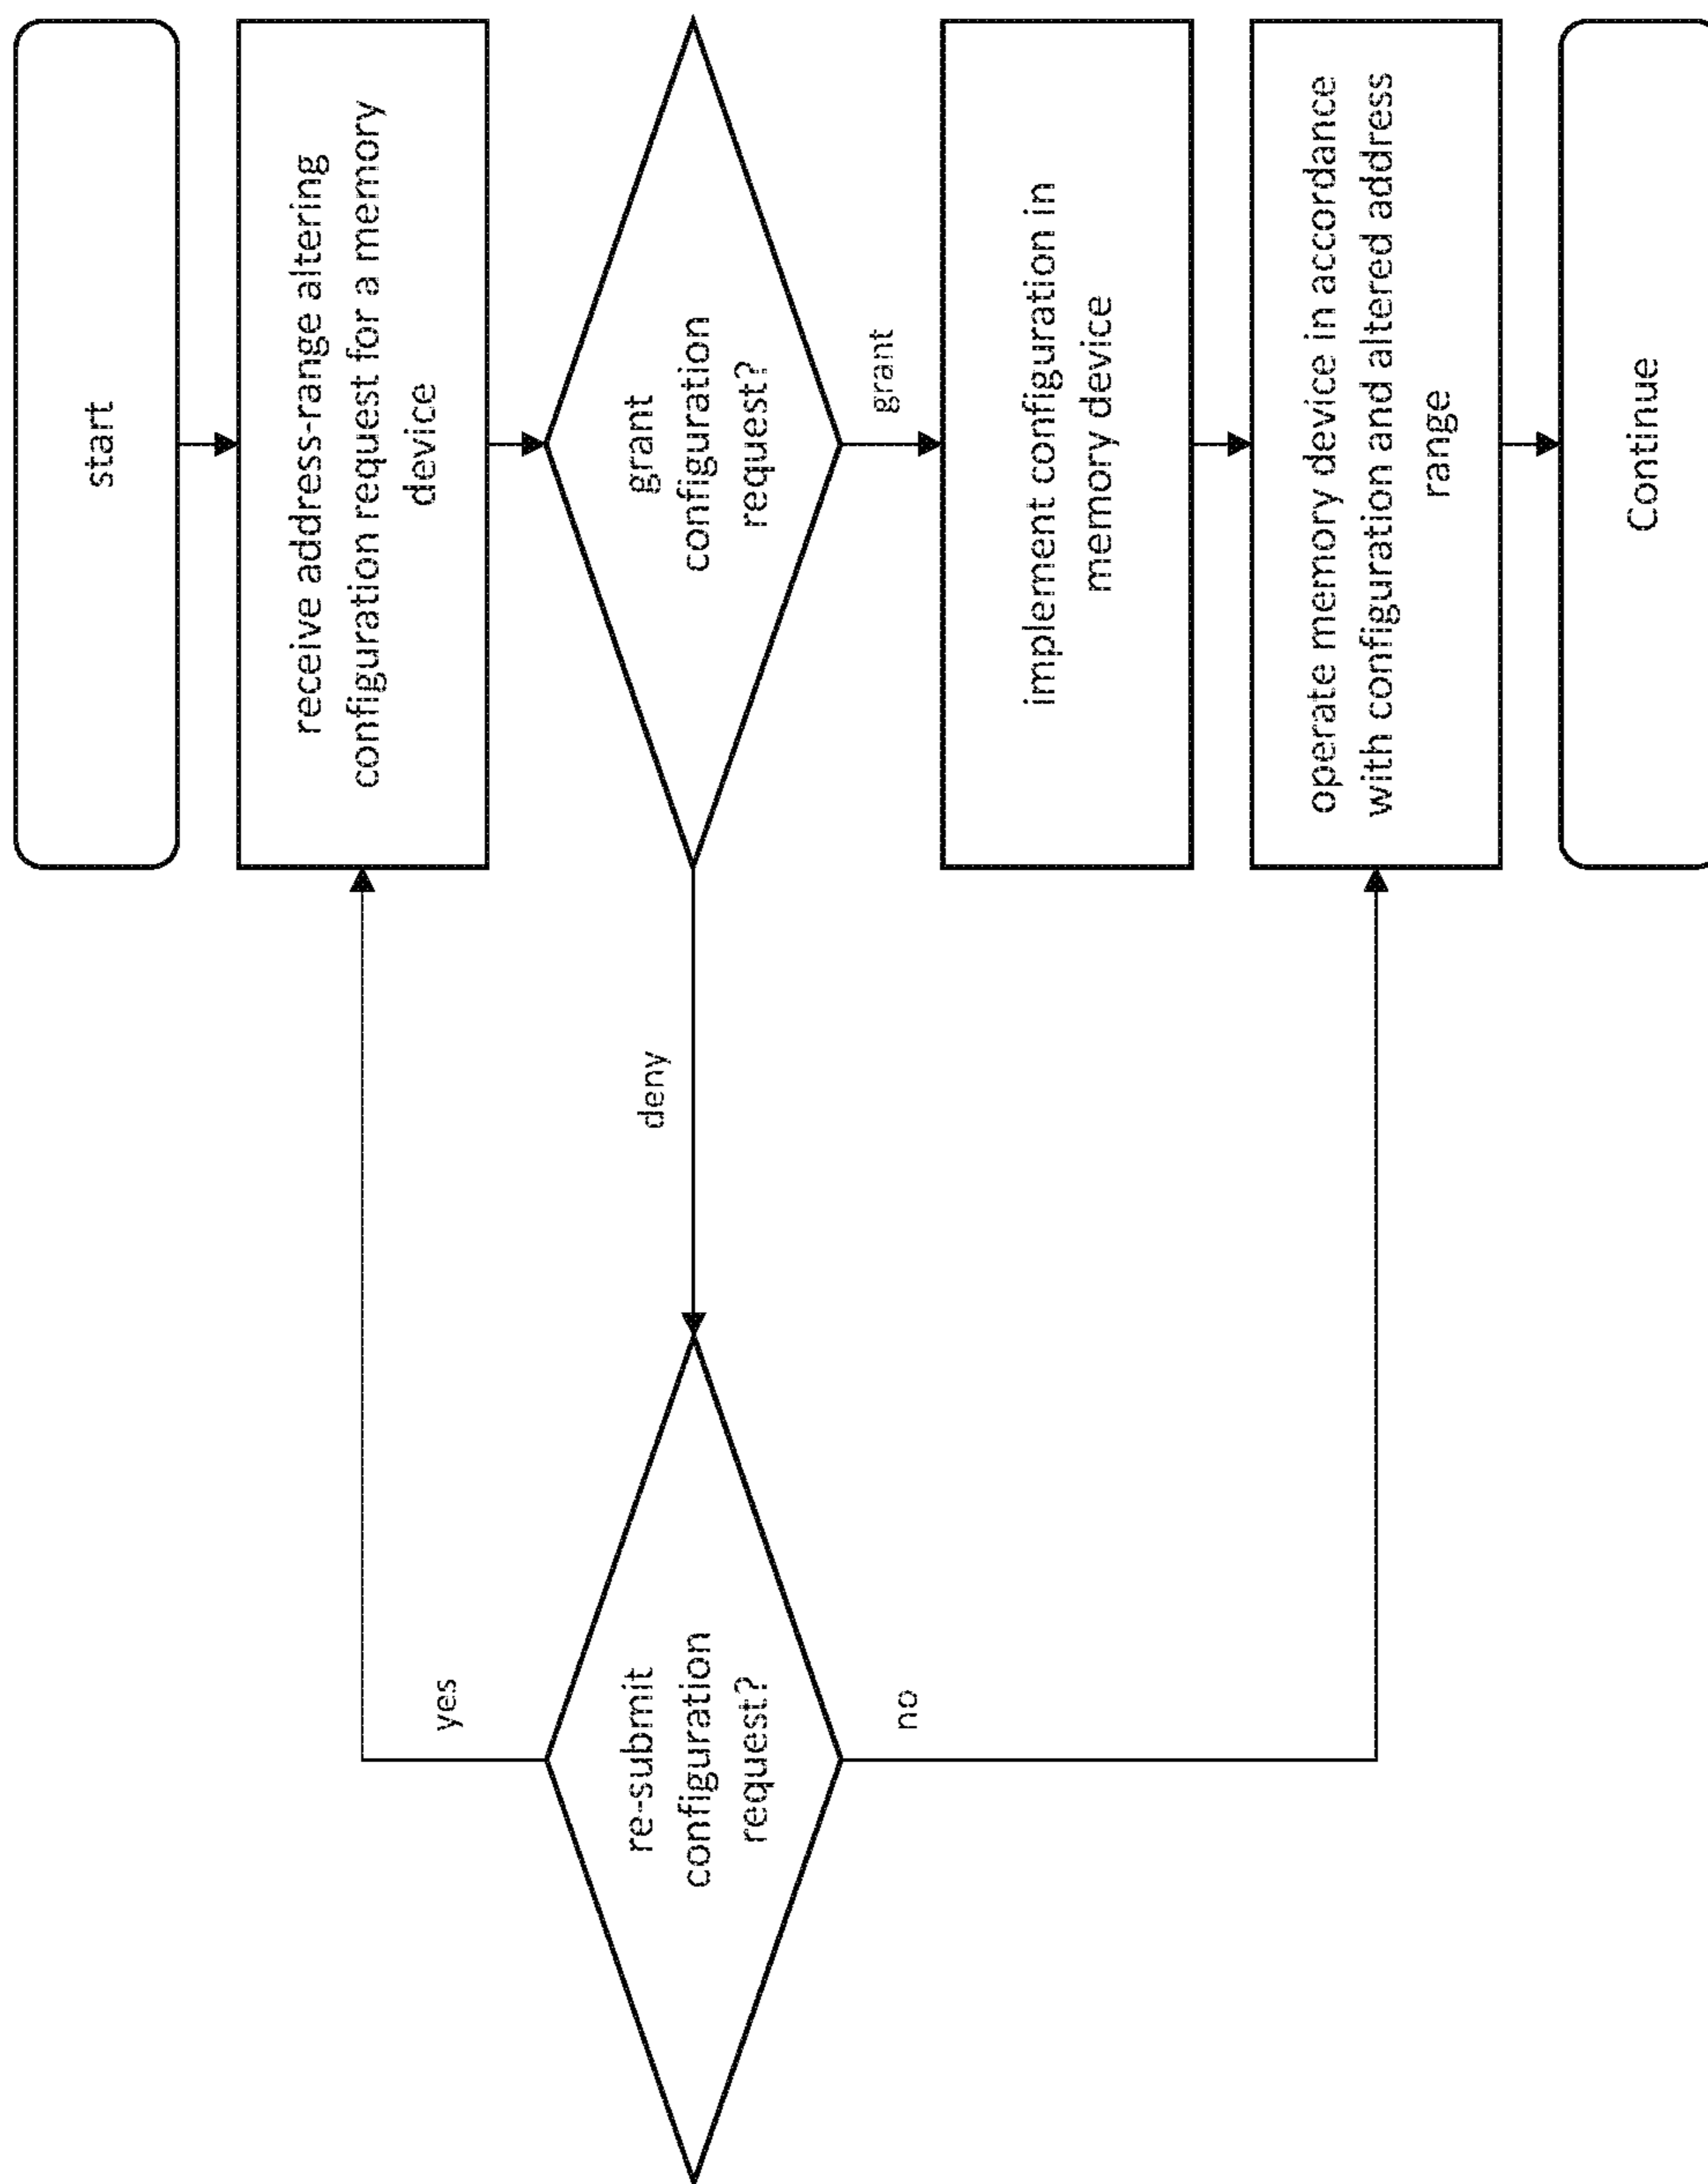 start
receive address-range altering
configuration request for a memory
device
grant
configuration
request?
deny
grant
re-submit
configuration
request?
yes
no
implement configuration in
memory device
operate memory device in accordance
with configuration and altered address
range
Continue